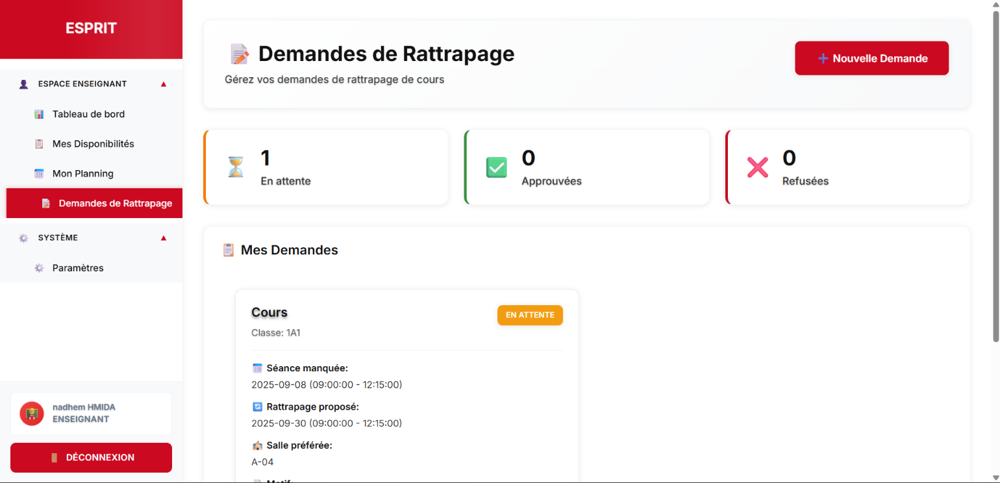 ESPRIT
ESPACE ENSEIGNANT
Tableau de bord
Mes Disponibilités
Mon Planning
Demandes de Rattrapage
SYSTÈME
Paramètres
nadhem HMIDA
ENSEIGNANT
DÉCONNEXION
Demandes de Rattrapage
Gérez vos demandes de rattrapage de cours
Nouvelle Demande
1
En attente
0
Approuvées
0
Refusées
Mes Demandes
Cours
EN ATTENTE
Classe: 1A1
Séance manquée:
2025-09-08 (09:00:00 - 12:15:00)
Rattrapage proposé:
2025-09-30 (09:00:00 - 12:15:00)
Salle préférée:
A-04